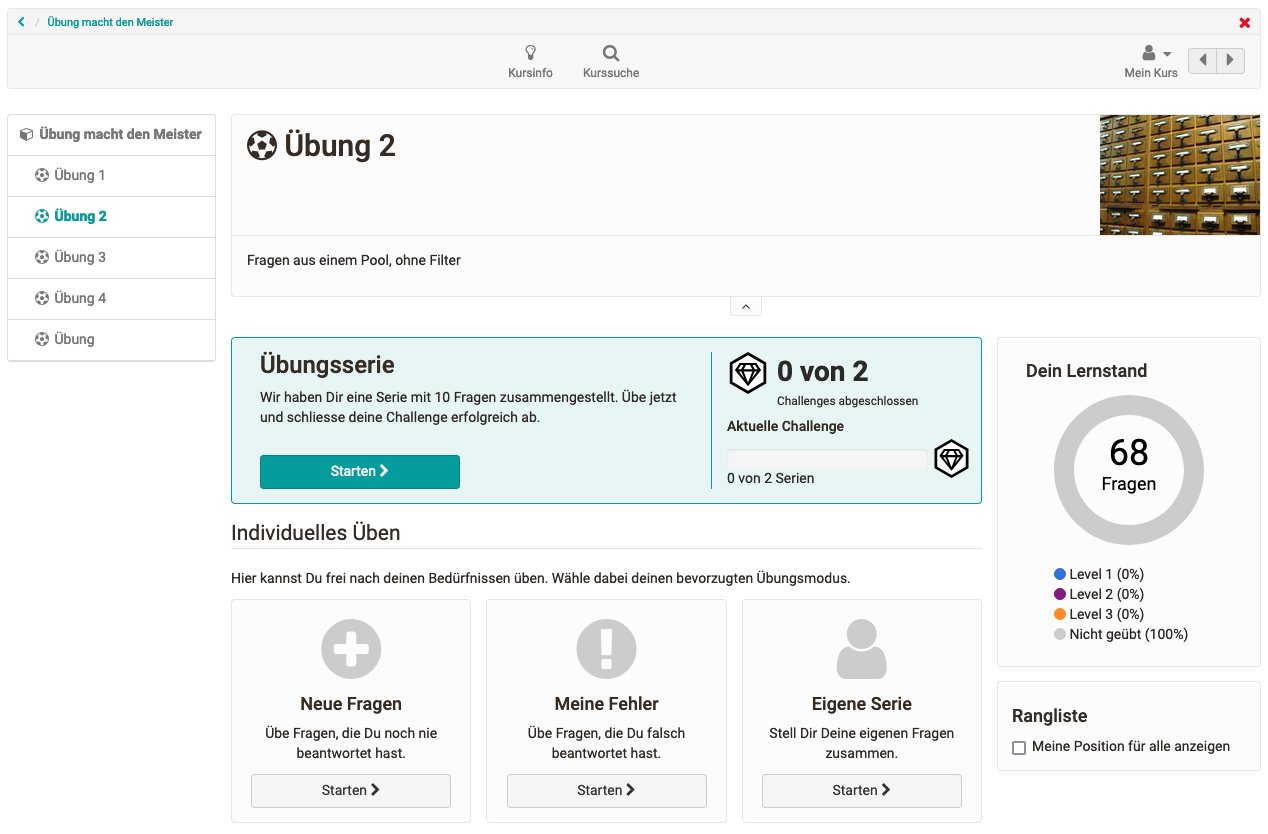 / Übung macht den Meister
Kursinfo
Kurssuche
Mein Kurs
Übung macht den Meister
Übung 1
Übung 2
Übung 3
Übung 4
Übung
Übung 2
Fragen aus einem Pool, ohne Filter
Übungsserie
Wir haben Dir eine Serie mit 10 Fragen zusammengestellt. Übe jetzt
und schliesse deine Challenge erfolgreich ab.
Starten
0 von 2
Challenges abgeschlossen
Aktuelle Challenge
0 von 2 Serien
Dein Lernstand
68
Fragen
Level 1 (0%)
Level 2 (0%)
Level 3 (0%)
Nicht geübt (100%)
Individuelles Üben
Hier kannst Du frei nach deinen Bedürfnissen üben. Wähle dabei deinen bevorzugten Übungsmodus.
Neue Fragen
Übe Fragen, die Du noch nie
beantwortet hast.
Starten
Meine Fehler
Übe Fragen, die Du falsch
beantwortet hast.
Starten
Eigene Serie
Stell Dir Deine eigenen Fragen
zusammen.
Starten
Rangliste
Meine Position für alle anzeigen